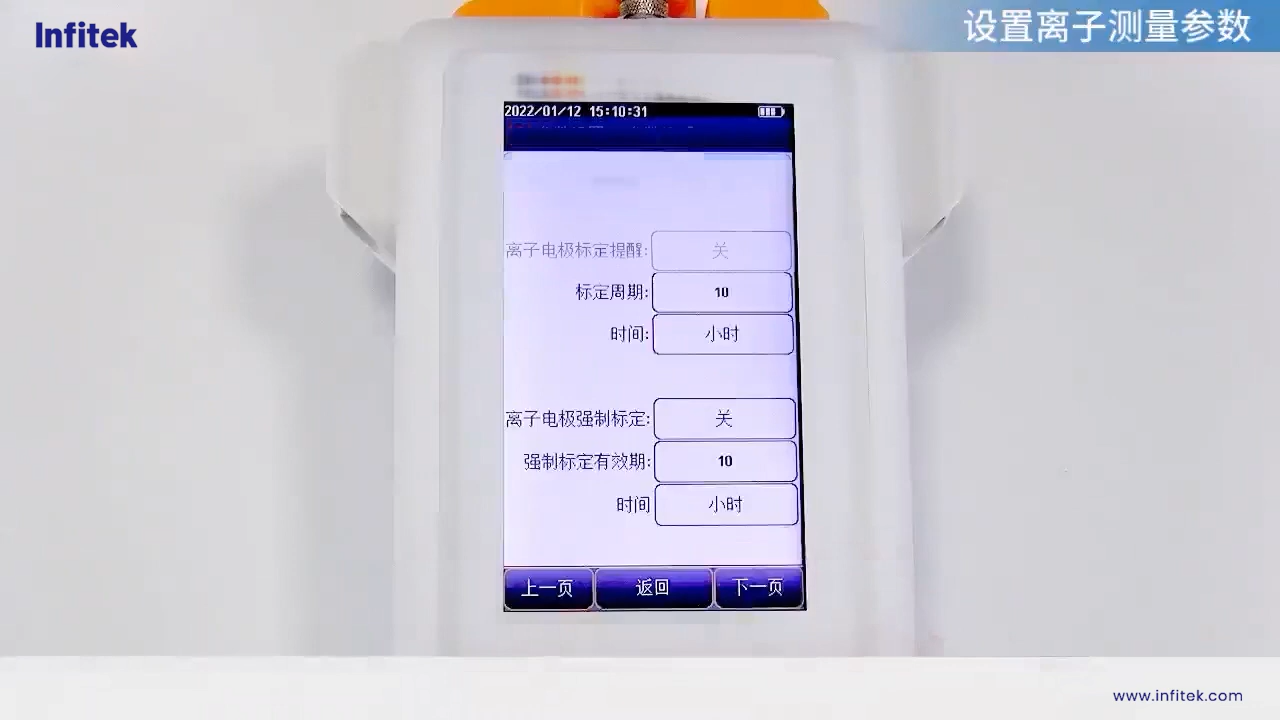 Infitek
设置离子测量参数
2022/01/12 15:10:31
离子电极标定提醒: 关
标定周期: 10
时间: 小时
离子电极强制标定: 关
强制标定有效期: 10
时间 小时
上一页 返回 下一页
www.infitek.com